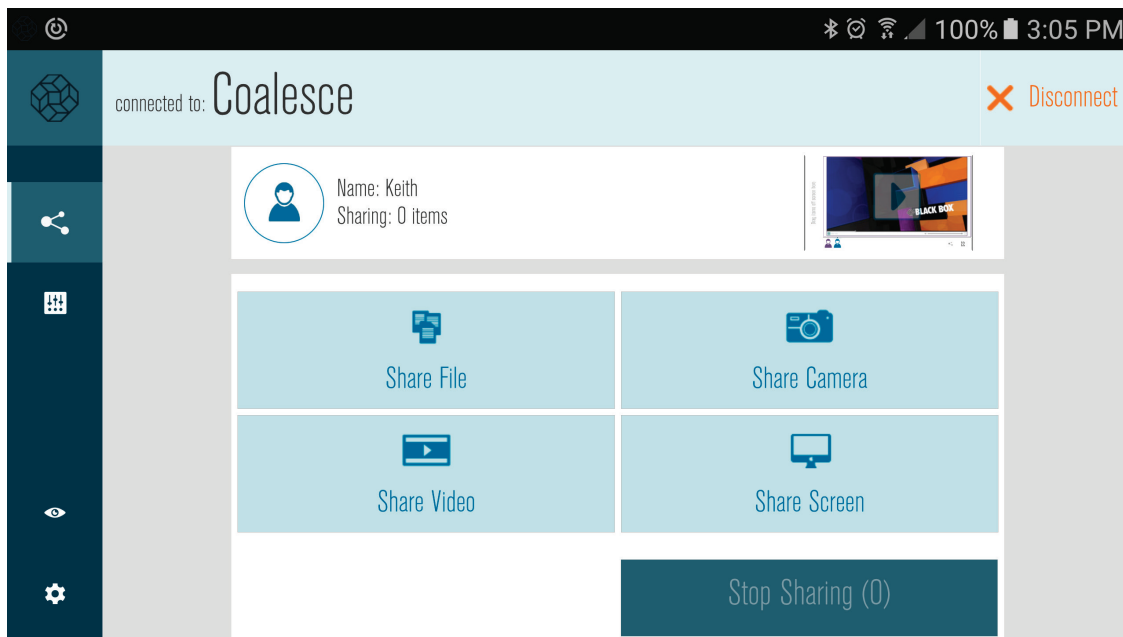 100% 3:05 PM
connected to: Coalesce
Disconnect
Name: Keith
Sharing: 0 items
BLACK BOX
Share File
Share Camera
Share Video
Share Screen
Stop Sharing (0)